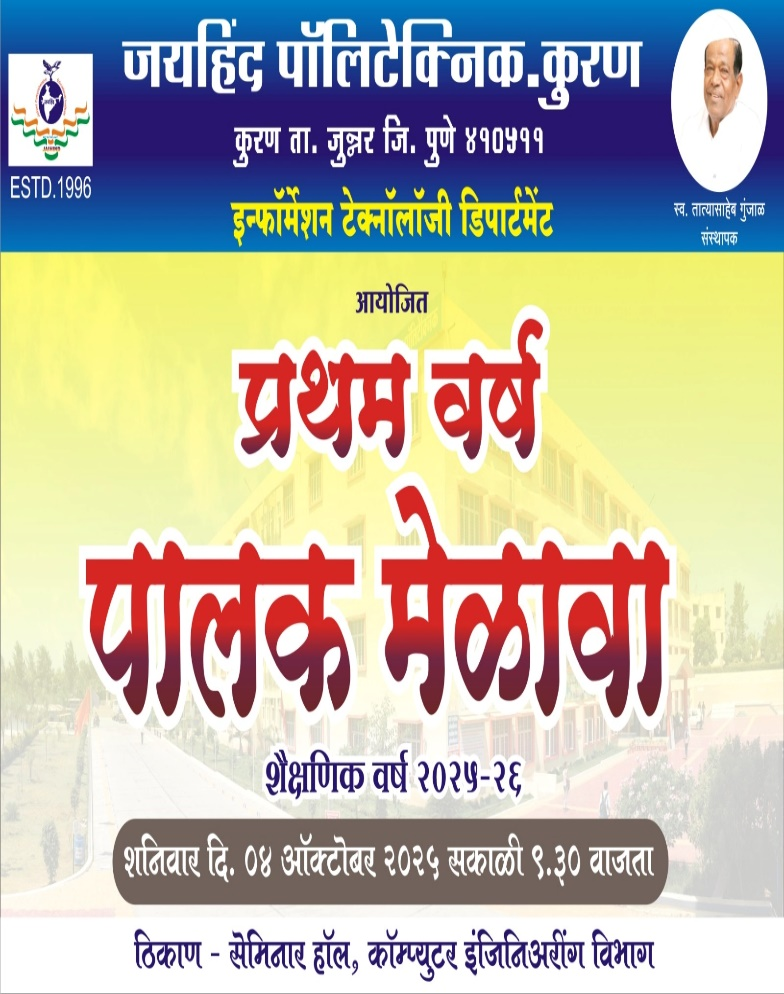 जयहिंद पॉलिटेक्निक.कुरण
कुरण ता. जुन्नर जि. पुणे ४१०५११
ESTD.1996
इन्फॉर्मेशन टेक्नॉलॉजी डिपार्टमेंट
स्व. तात्यासाहेब गुंजाळ
संस्थापक
आयोजित
प्रथम वर्ष
पालक मेळावा
शैक्षणिक वर्ष २०२५-२६
शनिवार दि. ०४ ऑक्टोबर २०२५ सकाळी ९.३० वाजता
ठिकाण - सेमिनार हॉल, कॉम्प्युटर इंजिनिअरींग विभाग